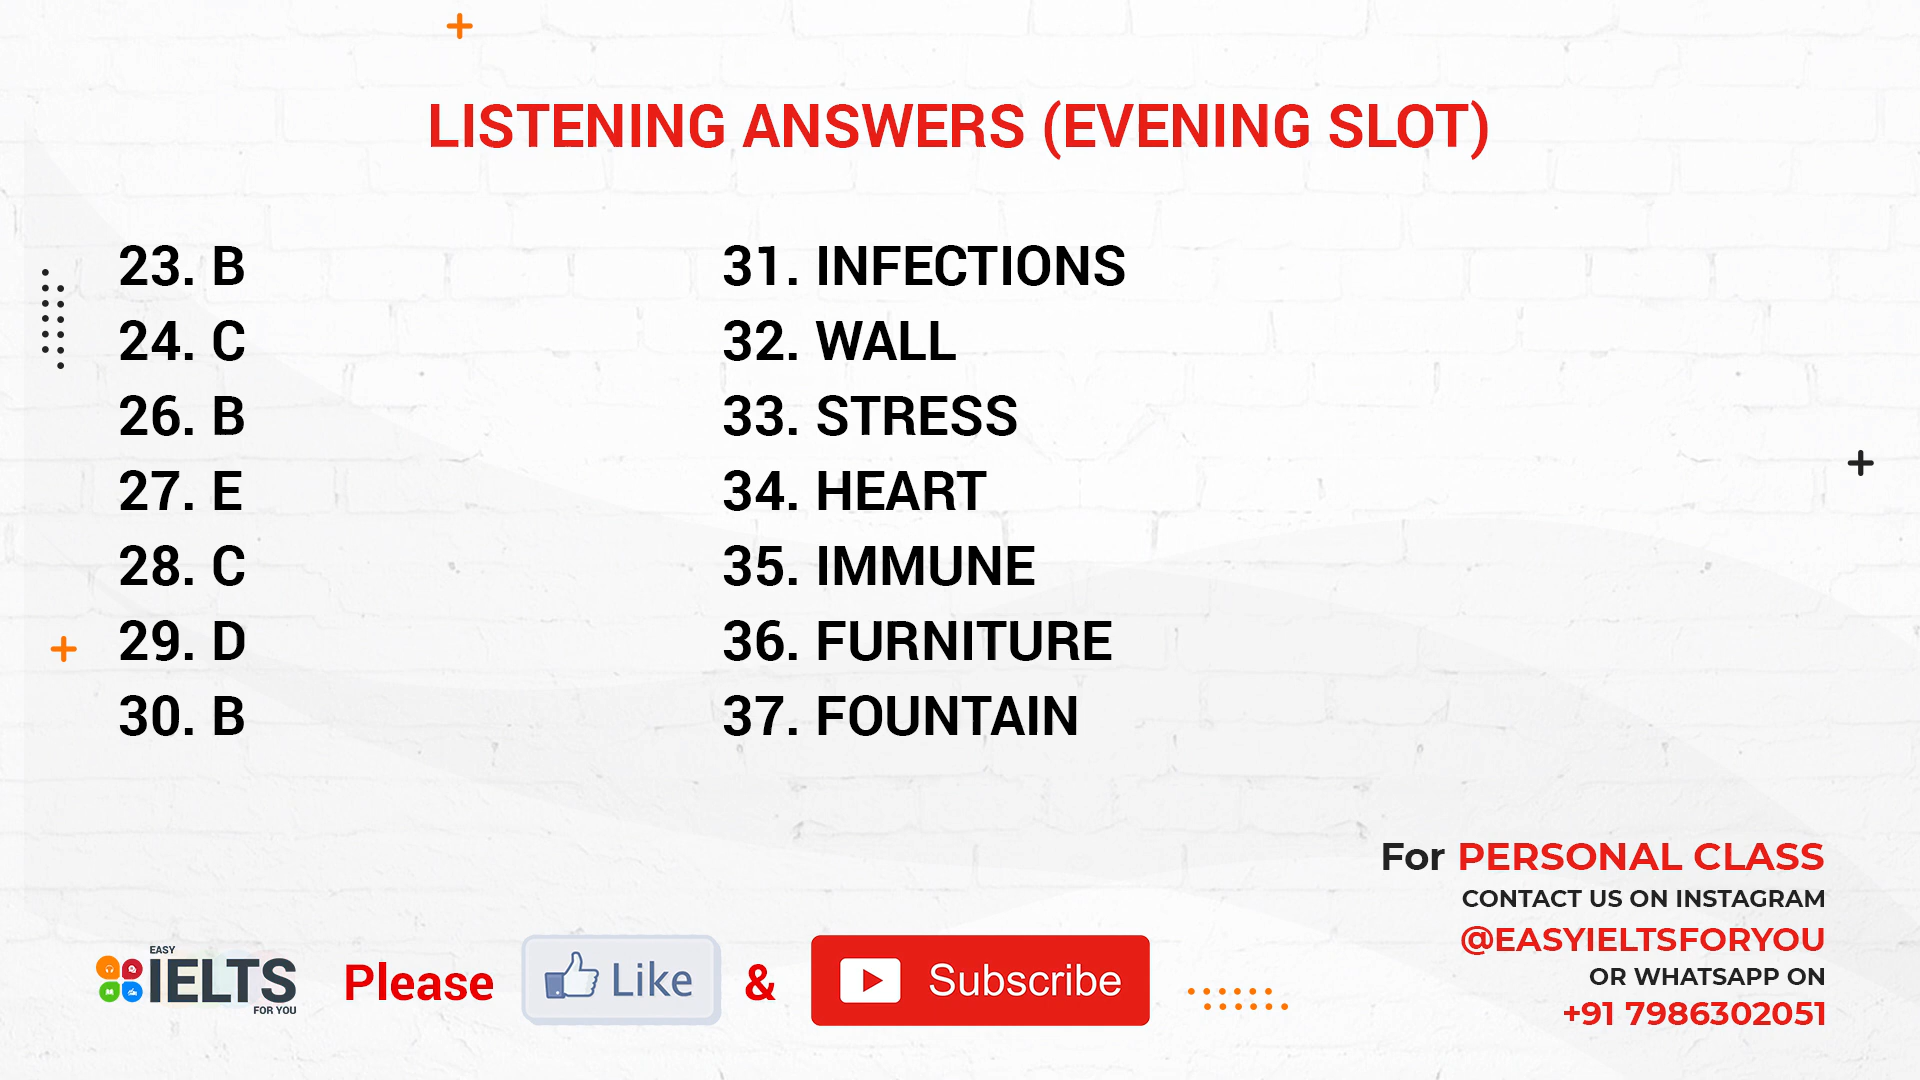 LISTENING ANSWERS (EVENING SLOT)
23. B
24. C
26. B
27. E
28. C
29. D
30. B
31. INFECTIONS
32. WALL
33. STRESS
34. HEART
35. IMMUNE
36. FURNITURE
37. FOUNTAIN
For PERSONAL CLASS
CONTACT US ON INSTAGRAM
@EASYIELTSFORYOU
OR WHATSAPP ON
+91 7986302051
EASY
IELTS
FOR YOU
Please Like & Subscribe